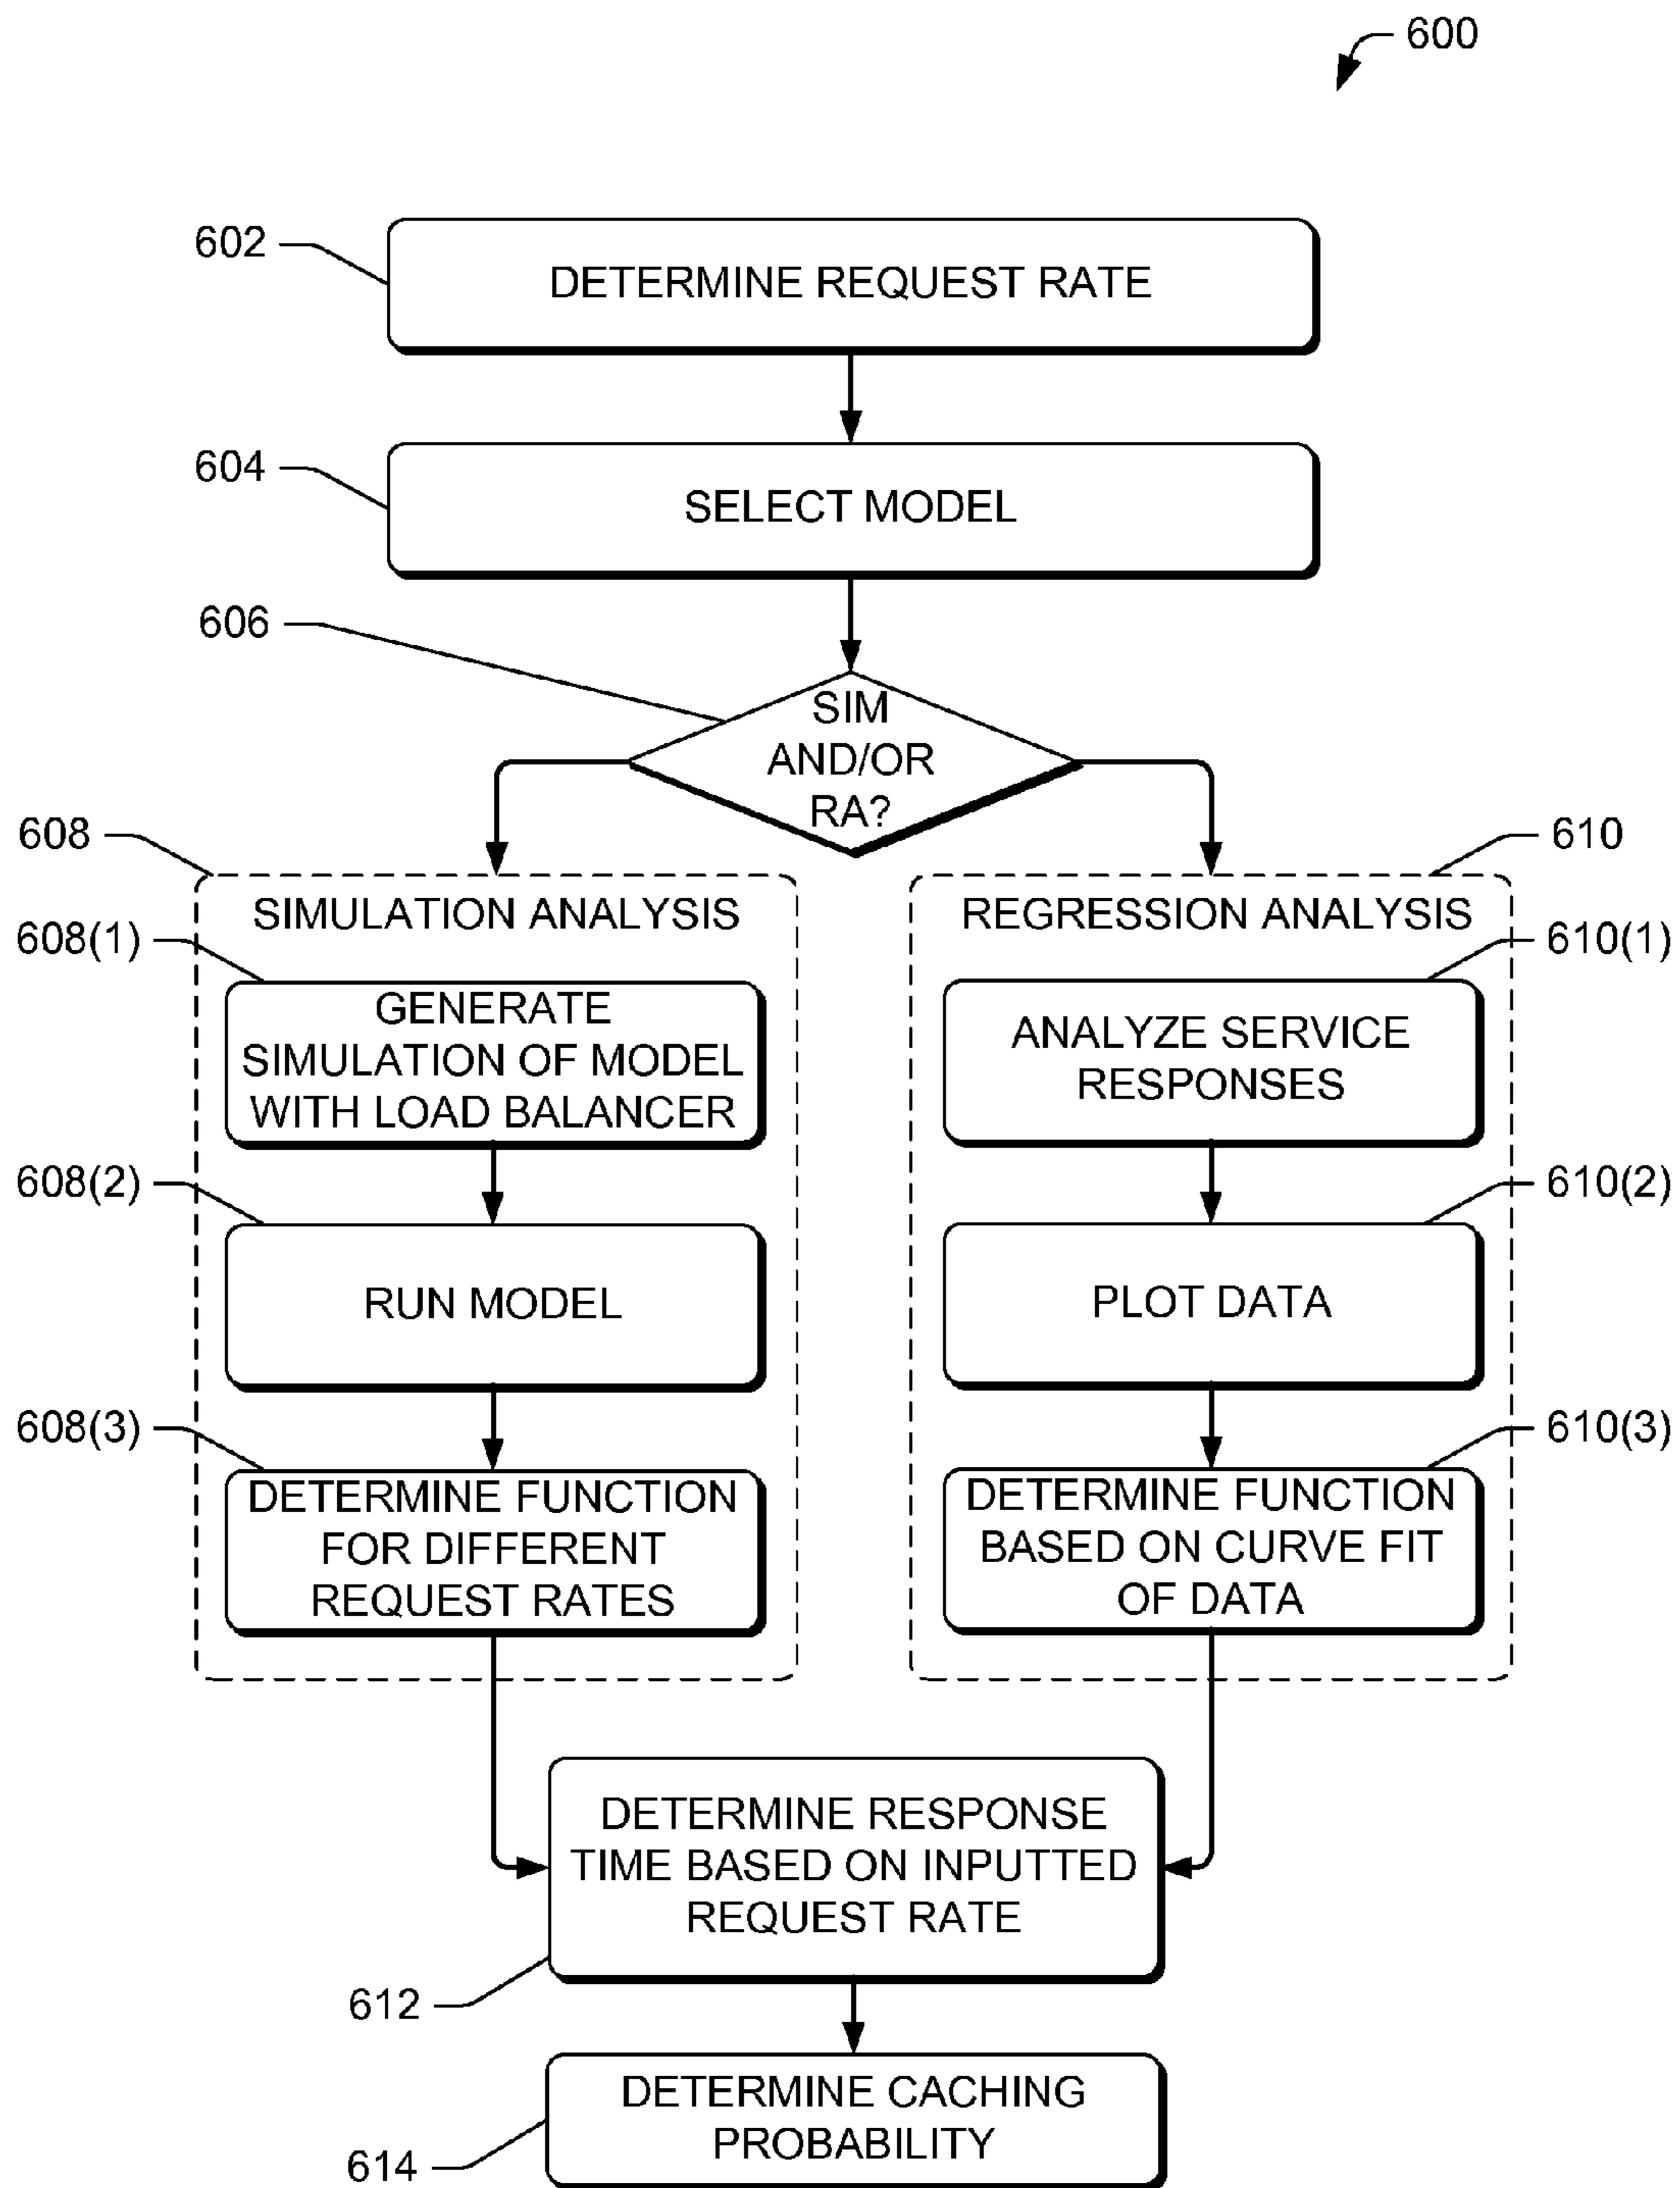 600
602
DETERMINE REQUEST RATE
604
SELECT MODEL
606
SIM
AND/OR
RA?
608
SIMULATION ANALYSIS
608(1)
GENERATE
SIMULATION OF MODEL
WITH LOAD BALANCER
608(2)
RUN MODEL
608(3)
DETERMINE FUNCTION
FOR DIFFERENT
REQUEST RATES
610
REGRESSION ANALYSIS
610(1)
ANALYZE SERVICE
RESPONSES
610(2)
PLOT DATA
610(3)
DETERMINE FUNCTION
BASED ON CURVE FIT
OF DATA
DETERMINE RESPONSE
TIME BASED ON INPUTTED
REQUEST RATE
612
DETERMINE CACHING
PROBABILITY
614